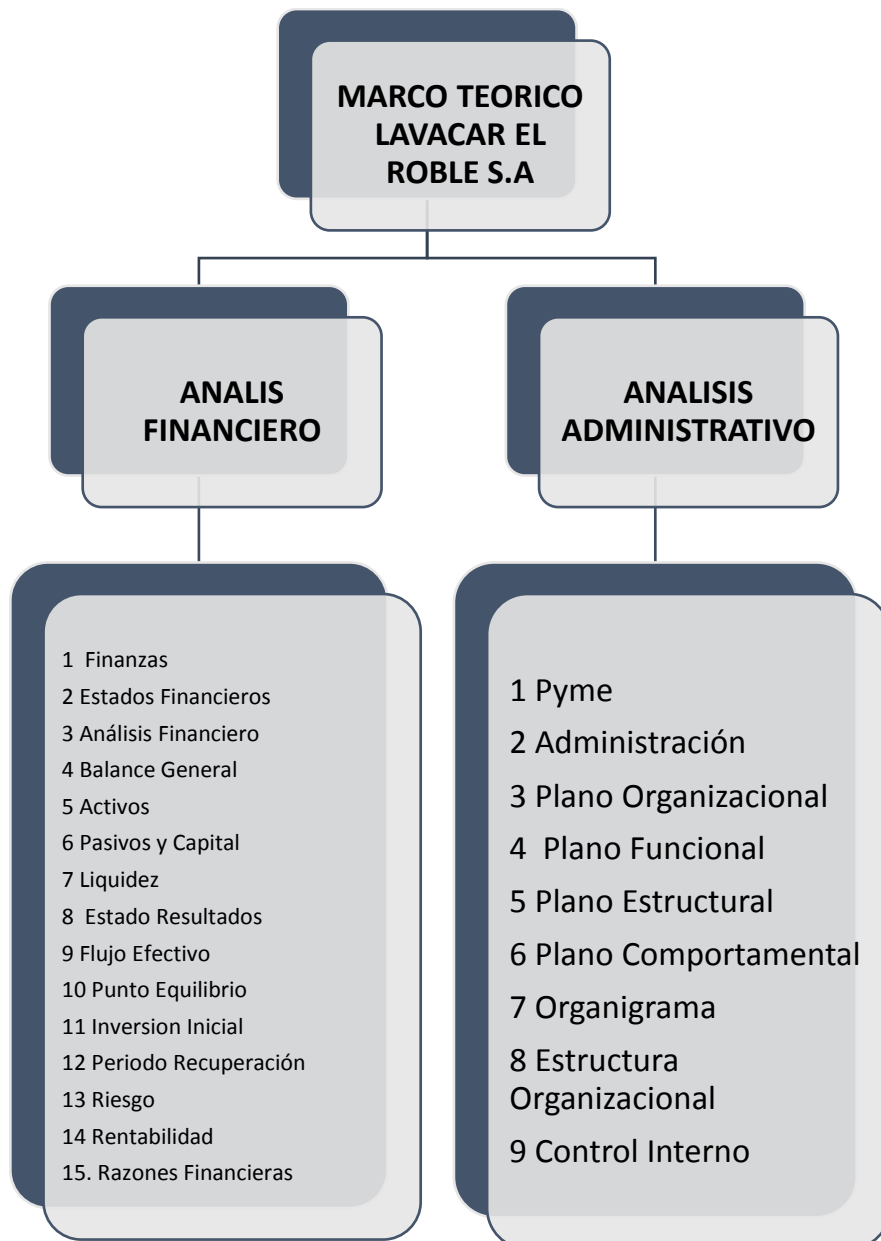 MARCO TEORICO
LAVACAR EL
ROBLE S.A
ANALIS
FINANCIERO
ANALISIS
ADMINISTRATIVO
1  Finanzas
2 Estados Financieros
3 Análisis Financiero
4 Balance General
5 Activos
6 Pasivos y Capital
7 Liquidez
8  Estado Resultados
9 Flujo Efectivo
10 Punto Equilibrio
11 Inversion Inicial
12 Periodo Recuperación
13 Riesgo
14 Rentabilidad
15. Razones Financieras
1 Pyme
2 Administración
3 Plano Organizacional
4  Plano Funcional
5 Plano Estructural
6 Plano Comportamental
7 Organigrama
8 Estructura
Organizacional
9 Control Interno